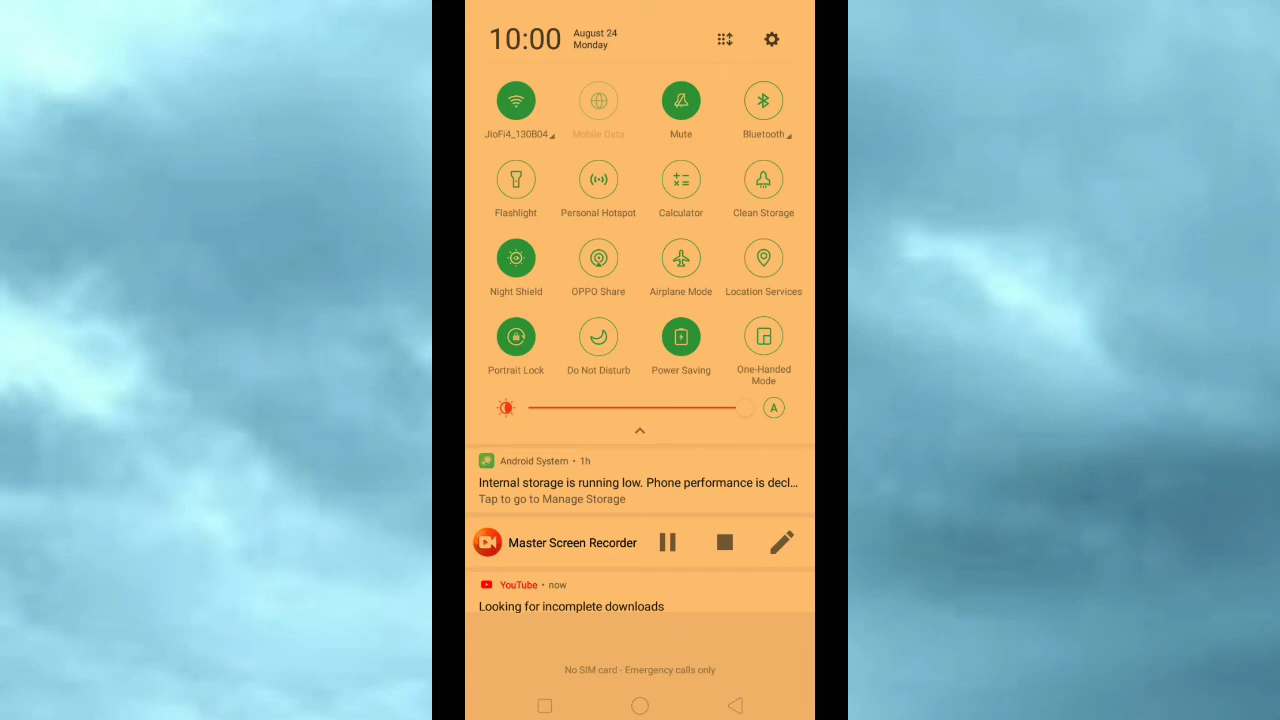 10:00
August 24
Monday
JioFi4_130B04
Mobile Data
Mute
Bluetooth
Flashlight
Personal Hotspot
Calculator
Clean Storage
Night Shield
OPPO Share
Airplane Mode
Location Services
Portrait Lock
Do Not Disturb
Power Saving
One-Handed
Mode
A
Android System • 1h
Internal storage is running low. Phone performance is decl...
Tap to go to Manage Storage
Master Screen Recorder
YouTube • now
Looking for incomplete downloads
No SIM card - Emergency calls only